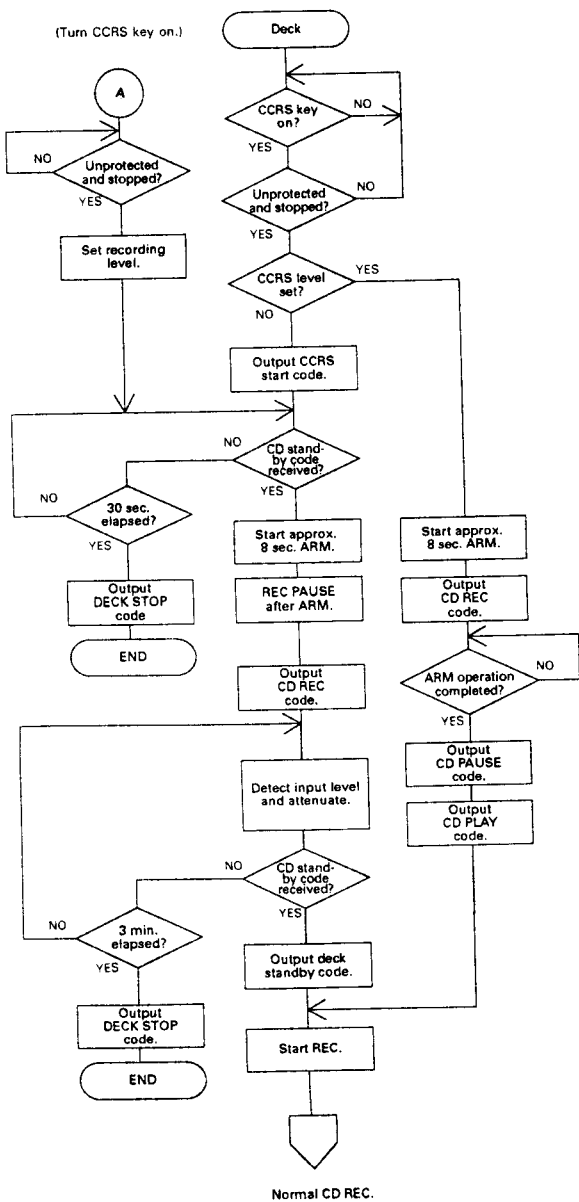 (Turn CCRS key on.)
Deck
A
CCRS key
on?
NO
YES
NO
Unprotected
and stopped?
YES
Unprotected
and stopped?
NO
YES
Set recording
level.
CCRS level
set?
YES
NO
Output CCRS
start code.
CD stand-
by code
received?
NO
YES
NO
30 sec.
elapsed?
YES
Output
DECK STOP
code
END
Start approx.
8 sec. ARM.
REC PAUSE
after ARM.
Output
CD REC
code.
Start approx.
8 sec. ARM.
Output
CD REC
code.
ARM operation
completed?
NO
YES
Output
CD PAUSE
code.
Output
CD PLAY
code.
Detect input level
and attenuate.
CD stand-
by code
received?
NO
YES
NO
3 min.
elapsed?
YES
Output
DECK STOP
code.
END
Output deck
standby code.
Start REC.
Normal CD REC.